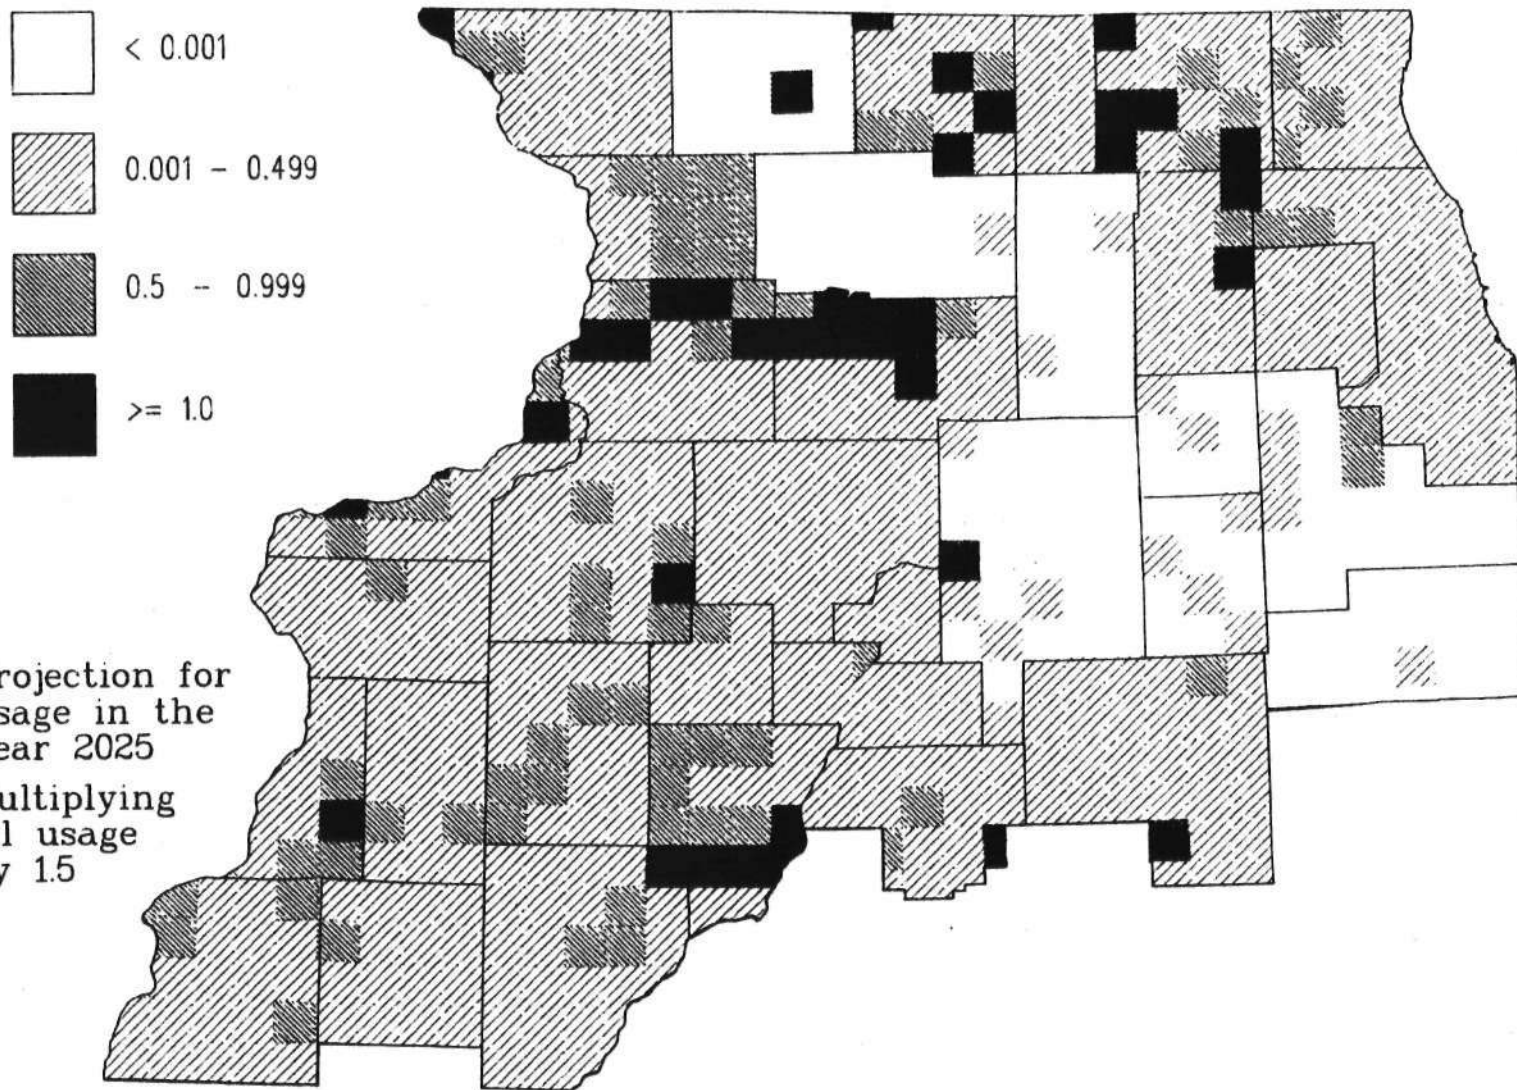 < 0.001
0.001 - 0.499
0.5 - 0.999
>= 1.0
rojection for
sage in the
ear 2025
ultiplying
l usage
y 1.5